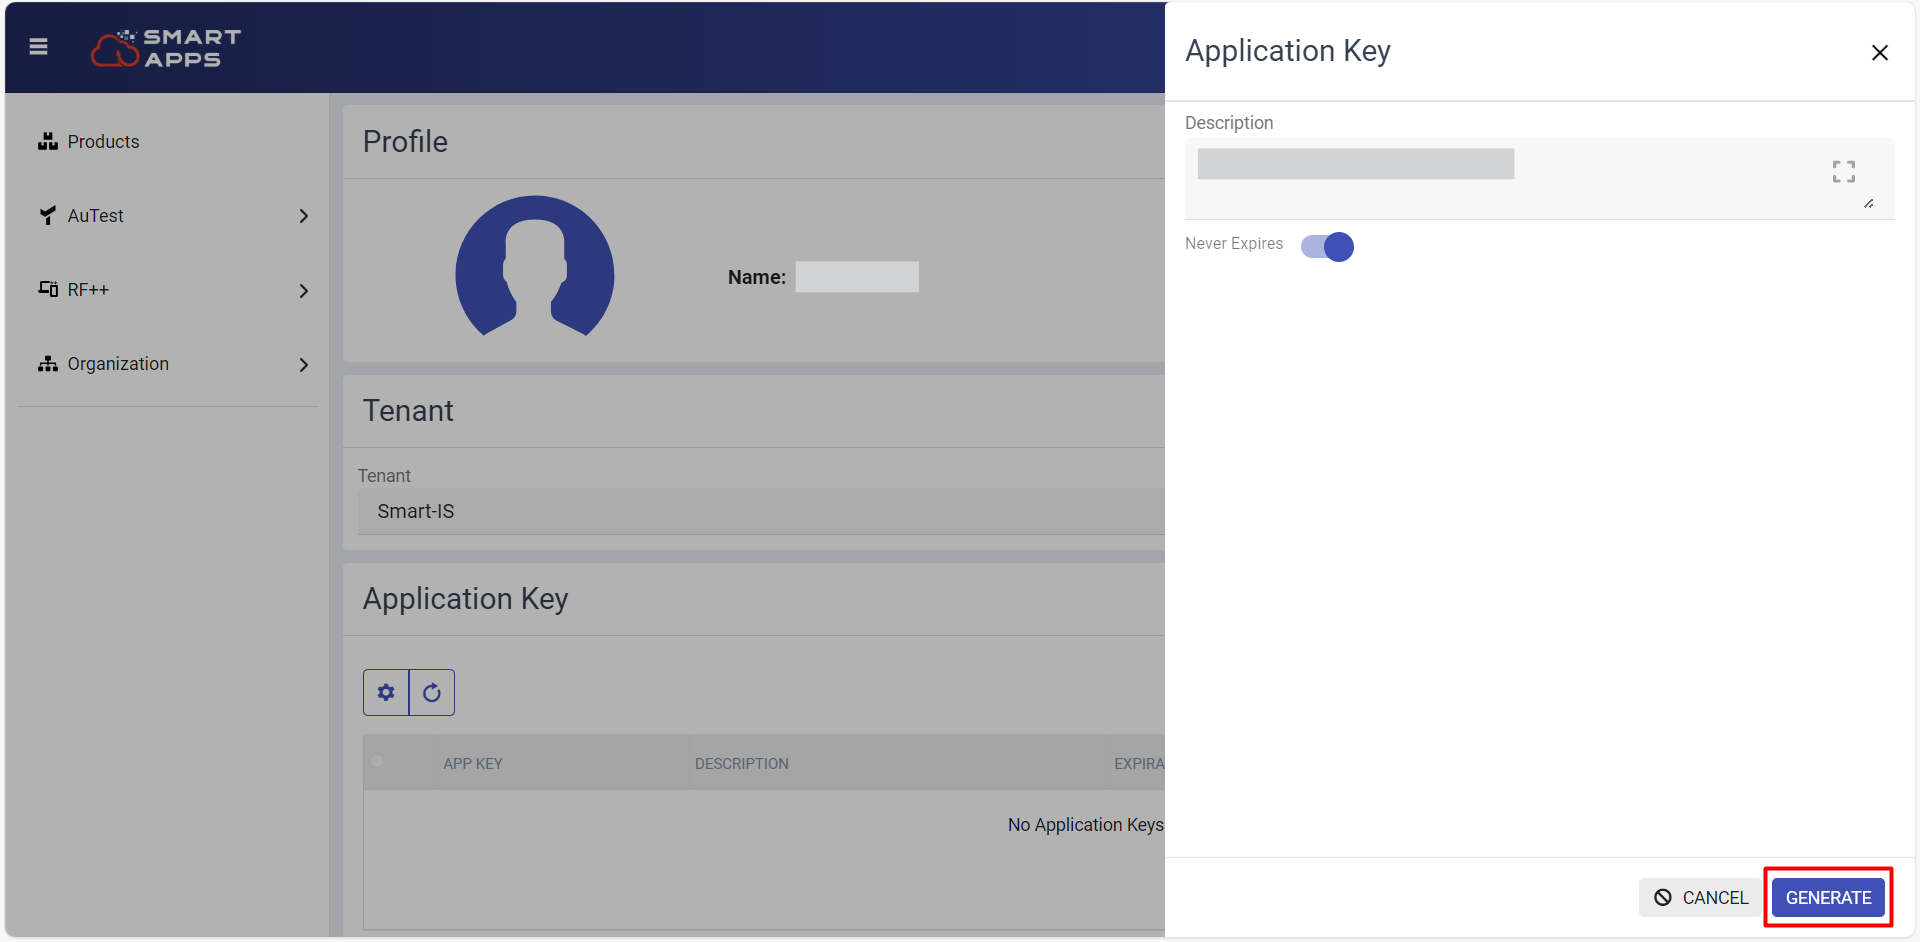 SMART
APPS
Products
AuTest
RF++
Organization
Profile
Name:
Tenant
Tenant
Smart-IS
Application Key
APP KEY
DESCRIPTION
EXPIRA
No Application Keys
Application Key
Description
Never Expires
CANCEL
GENERATE